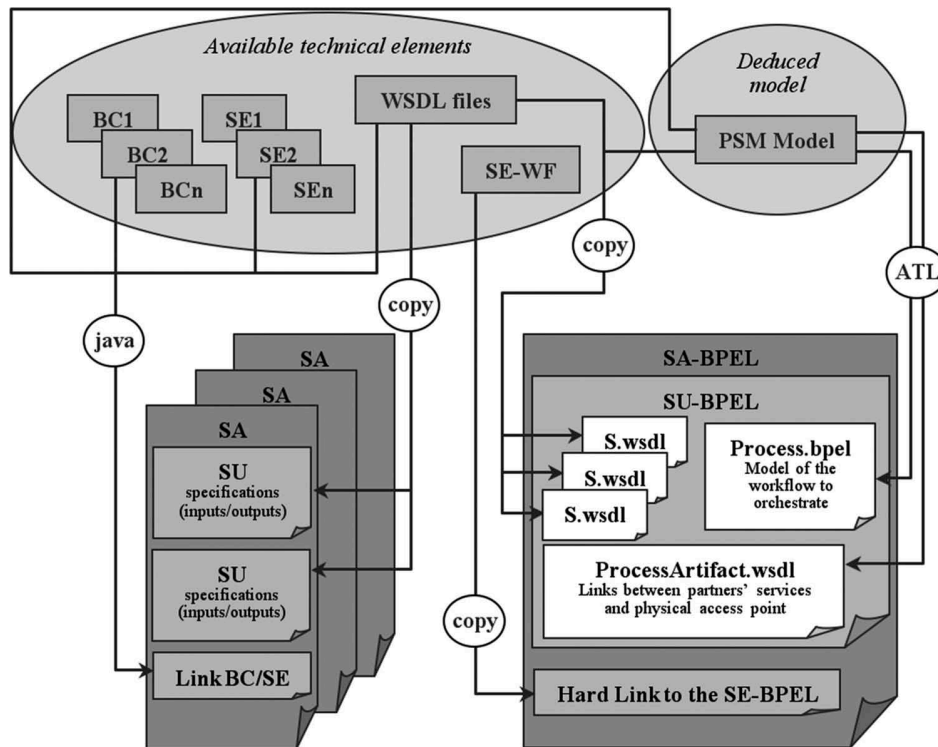 Available technical elements
Deduced
model
BC1
BC2
BCn
SE1
SE2
SEn
WSDL files
SE-WF
PSM Model
copy
ATL
copy
java
SA
SA
SA
SU
specifications
(inputs/outputs)
SU
specifications
(inputs/outputs)
Link BC/SE
copy
SA-BPEL
SU-BPEL
S.wsdl
S.wsdl
S.wsdl
Process.bpel
Model of the
workflow to
orchestrate
ProcessArtifact.wsdl
Links between partners’ services
and physical access point
Hard Link to the SE-BPEL